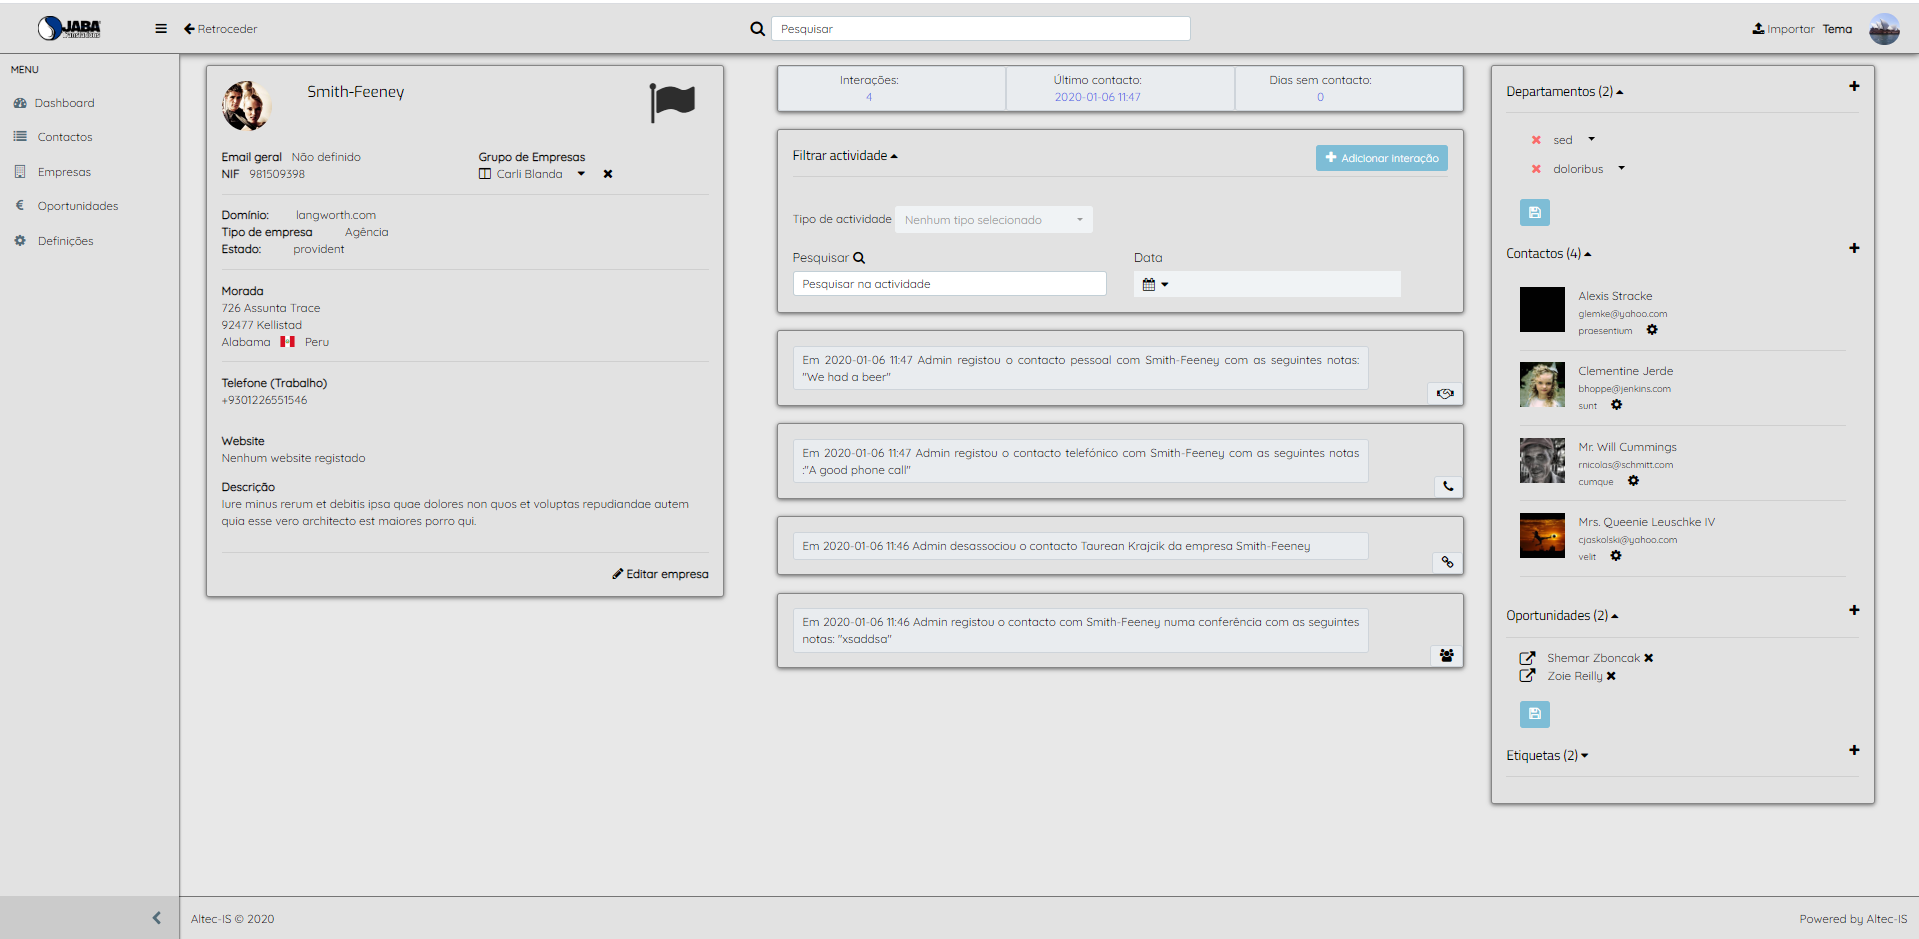 JABA
Translations
Retroceder
Pesquisar
Importar
Tema
MENU
Dashboard
Contactos
Empresas
Oportunidades
Definições
Smith-Feeney
Email geral Não definido
NIF 981509398
Grupo de Empresas
Carli Blanda
Domínio: langworth.com
Tipo de empresa Agência
Estado: provident
Morada
726 Assunta Trace
92477 Kellistad
Alabama Peru
Telefone (Trabalho)
+9301226551546
Website
Nenhum website registado
Descrição
Iure minus rerum et debitis ipsa quae dolores non quos et voluptas repudiandae autem
quia esse vero architecto est maiores porro qui.
Editar empresa
Interações:
4
Último contacto:
2020-01-06 11:47
Dias sem contacto:
0
Filtrar actividade
Adicionar Interação
Tipo de actividade Nenhum tipo selecionado
Pesquisar
Pesquisar na actividade
Data
Em 2020-01-06 11:47 Admin registou o contacto pessoal com Smith-Feeney com as seguintes notas:
"We had a beer"
Em 2020-01-06 11:47 Admin registou o contacto telefónico com Smith-Feeney com as seguintes notas
:"A good phone call"
Em 2020-01-06 11:46 Admin desassociou o contacto Taurean Krajcik da empresa Smith-Feeney
Em 2020-01-06 11:46 Admin registou o contacto com Smith-Feeney numa conferência com as seguintes
notas: "xsaddsa"
Departamentos (2)
sed
doloribus
Contactos (4)
Alexis Stracke
glemke@yahoo.com
praesentium
Clementine Jerde
bhoppe@jenkins.com
sunt
Mr. Will Cummings
rnicolas@schmitt.com
cumque
Mrs. Queenie Leuschke IV
cjaskolski@yahoo.com
velit
Oportunidades (2)
Shemar Zboncak
Zoie Reilly
Etiquetas (2)
Altec-IS © 2020
Powered by Altec-IS